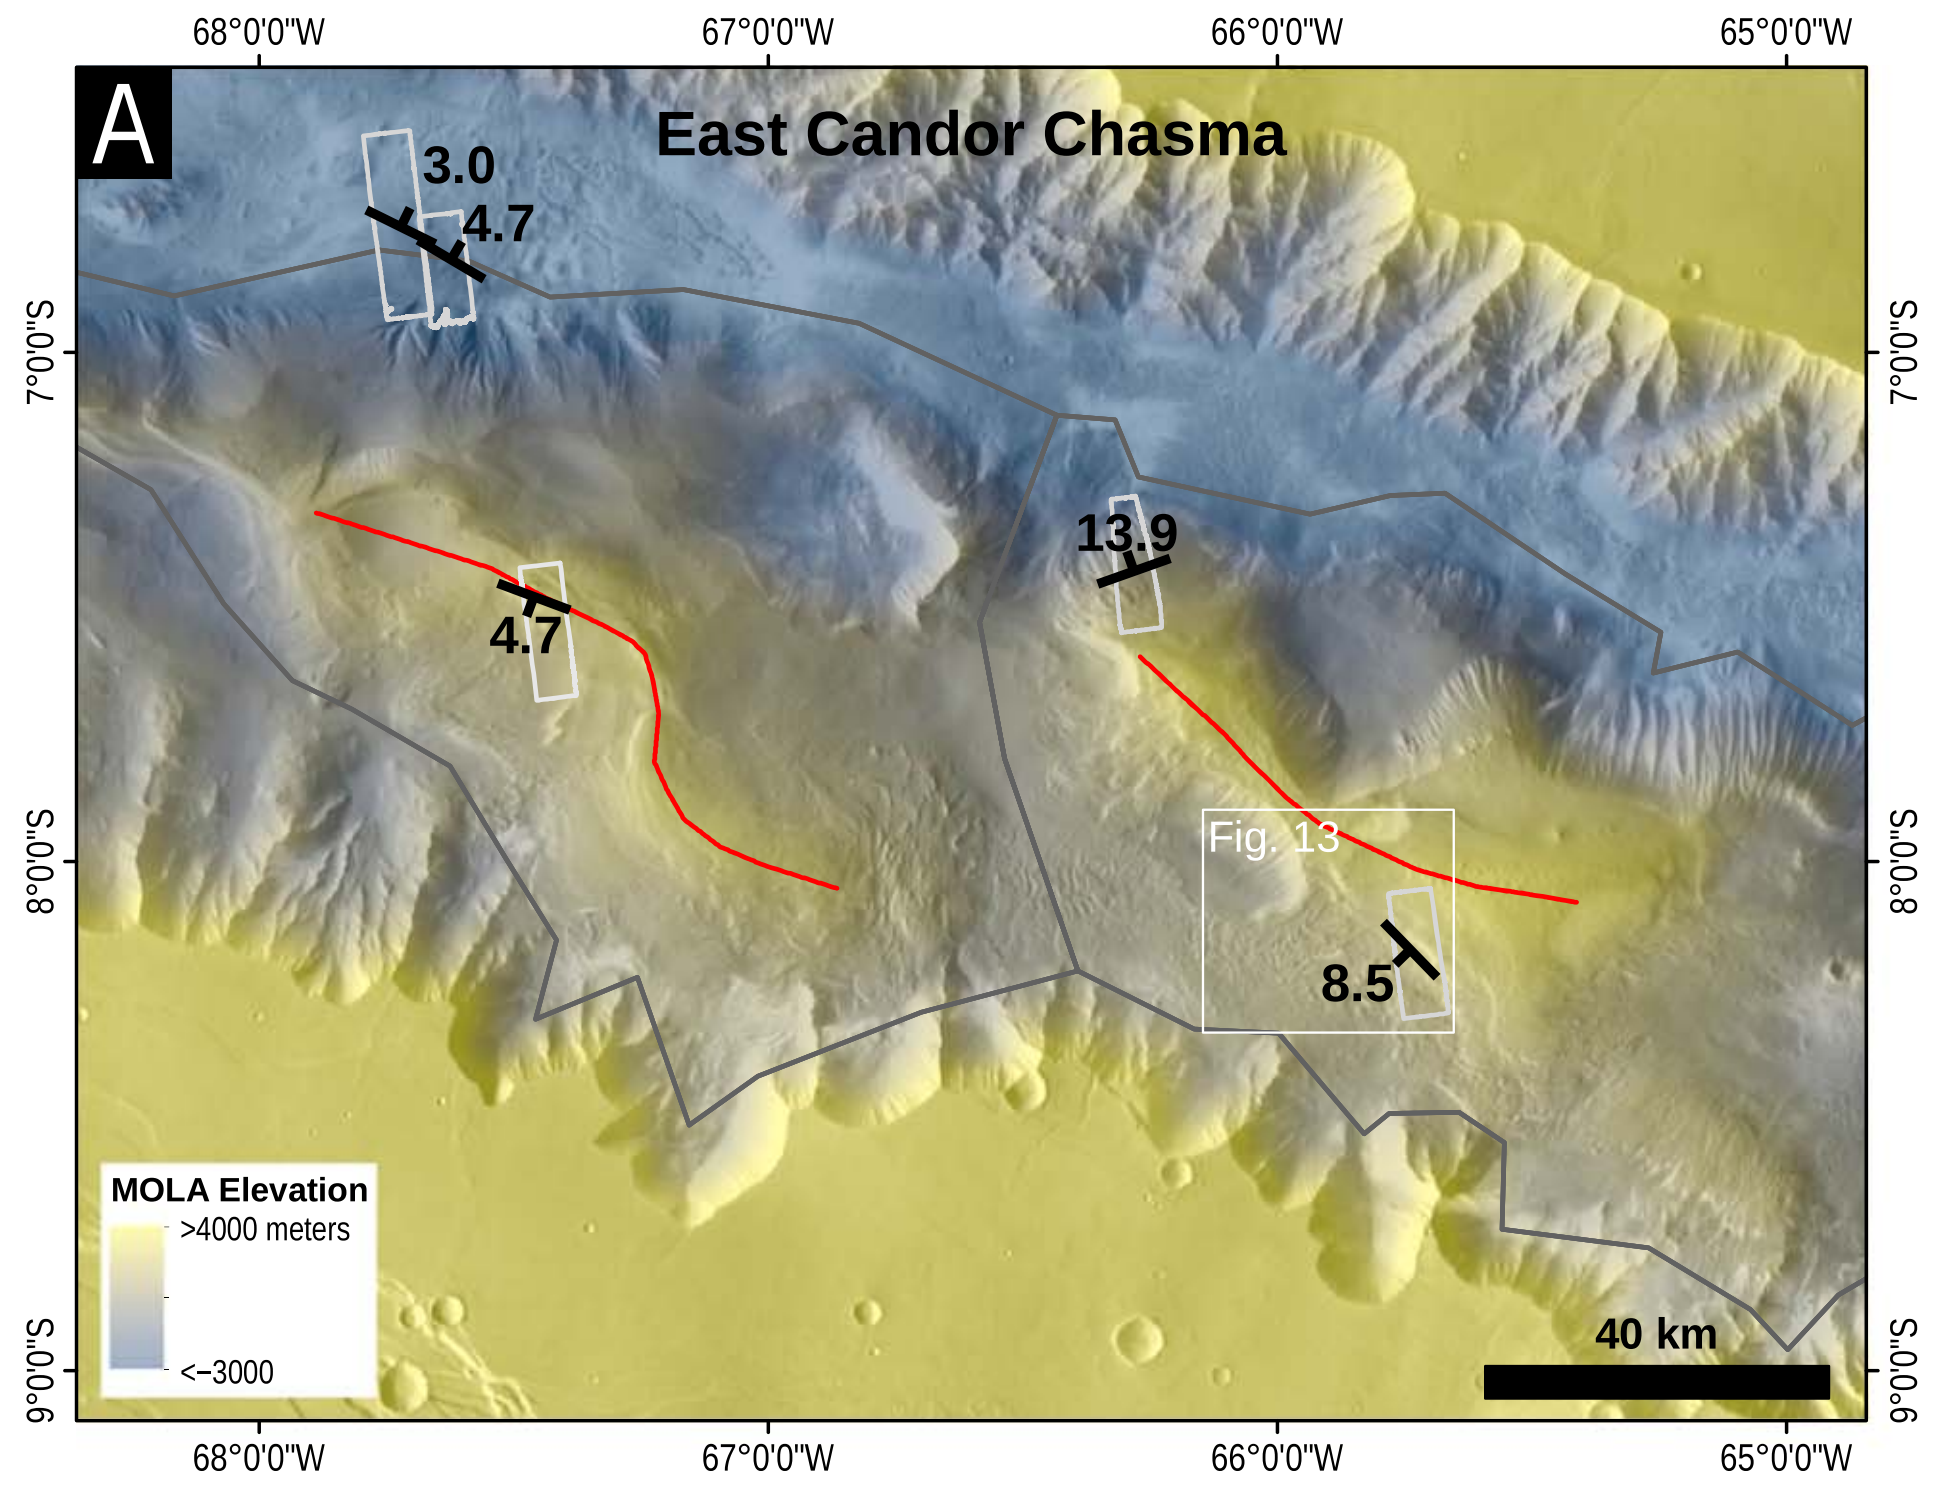 68°0'0"W 67°0'0"W 66°0'0"W 65°0'0"W
A
East Candor Chasma
3.0
4.7
7°0'0"S 7°0'0"S
13.9
4.7
Fig. 13
8°0'0"S 8°0'0"S
8.5
MOLA Elevation
>4000 meters
<−3000
40 km
9°0'0"S 9°0'0"S
68°0'0"W 67°0'0"W 66°0'0"W 65°0'0"W